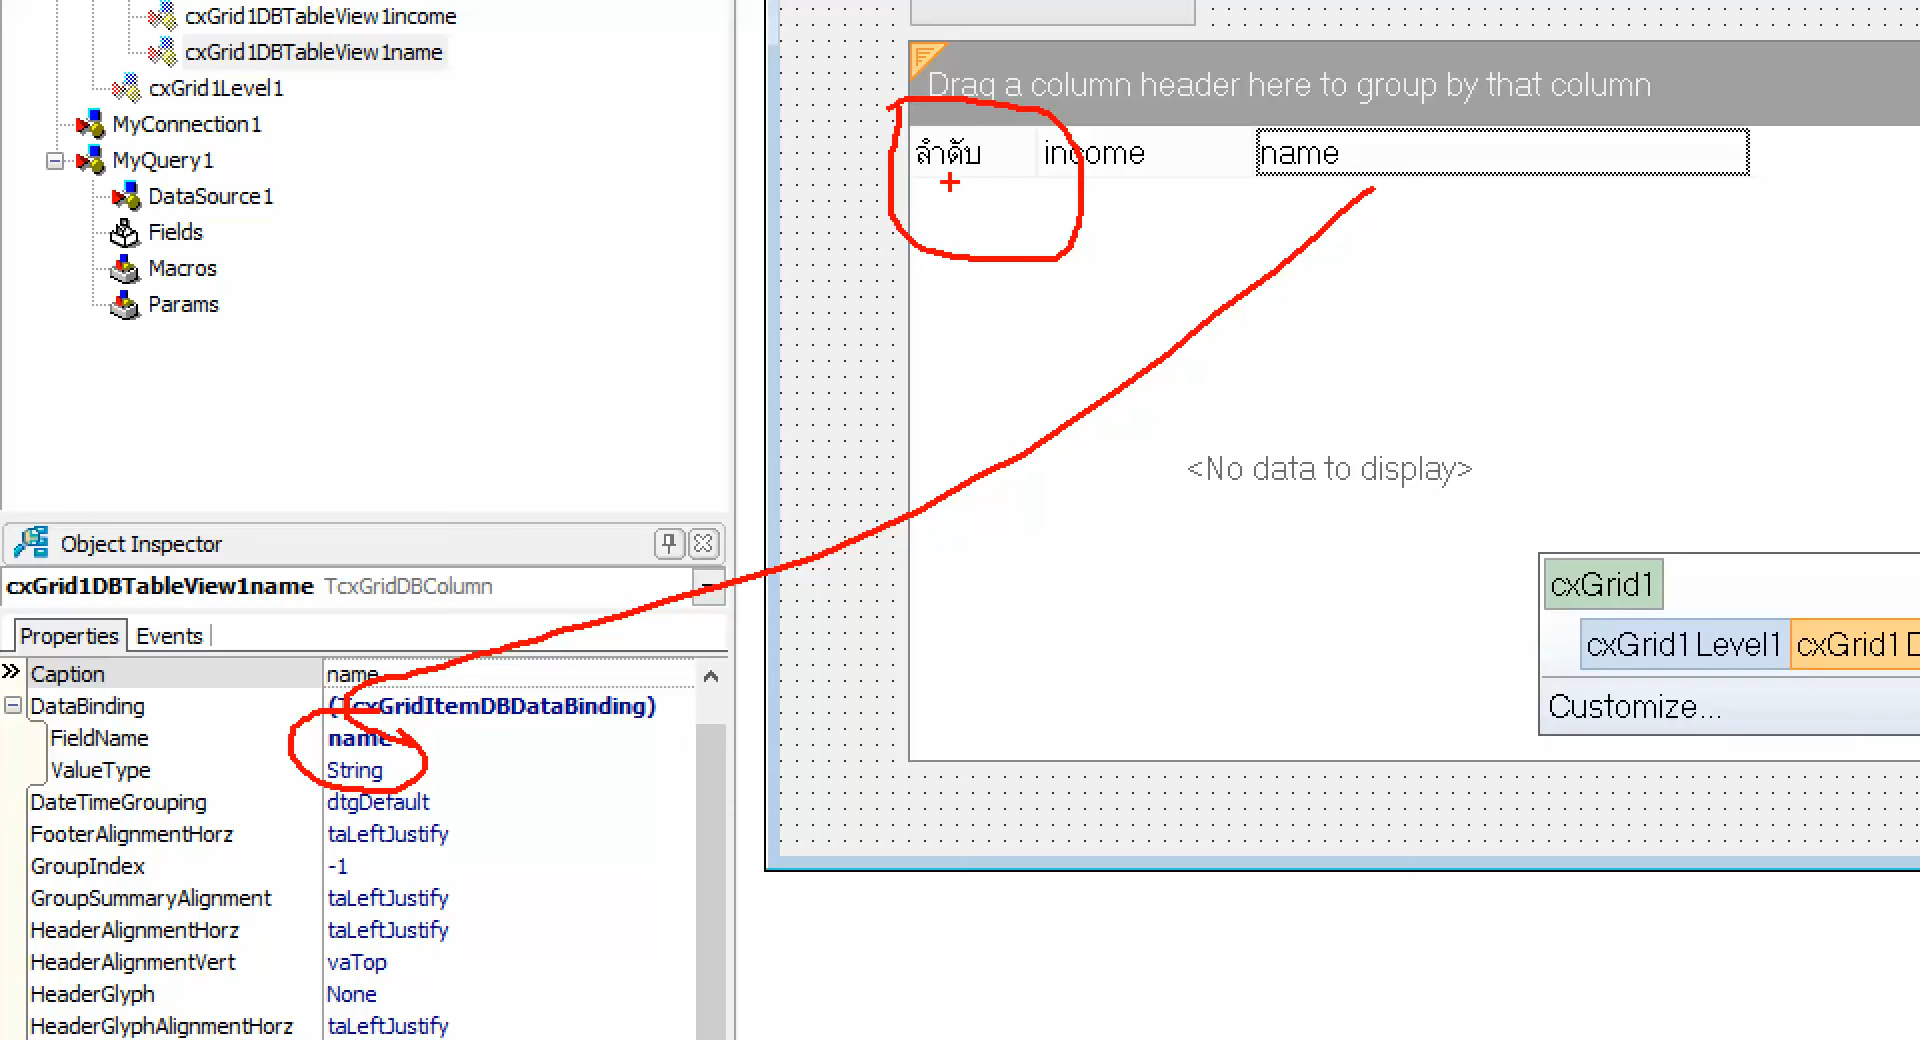 cxGrid1DBTableView1income
cxGrid1DBTableView1name
cxGrid1Level1
MyConnection1
MyQuery1
DataSource1
Fields
Macros
Params
Object Inspector
cxGrid1DBTableView1name TcxGridDBColumn
Properties Events
Caption name
DataBinding (TcxGridItemDBDataBinding)
FieldName name
ValueType String
DateTimeGrouping dtgDefault
FooterAlignmentHorz taLeftJustify
GroupIndex -1
GroupSummaryAlignment taLeftJustify
HeaderAlignmentHorz taLeftJustify
HeaderAlignmentVert vaTop
HeaderGlyph None
HeaderGlyphAlignmentHorz taLeftJustify
Drag a column header here to group by that column
ลำดับ income name
<No data to display>
cxGrid1
cxGrid1Level1 cxGrid1D
Customize...